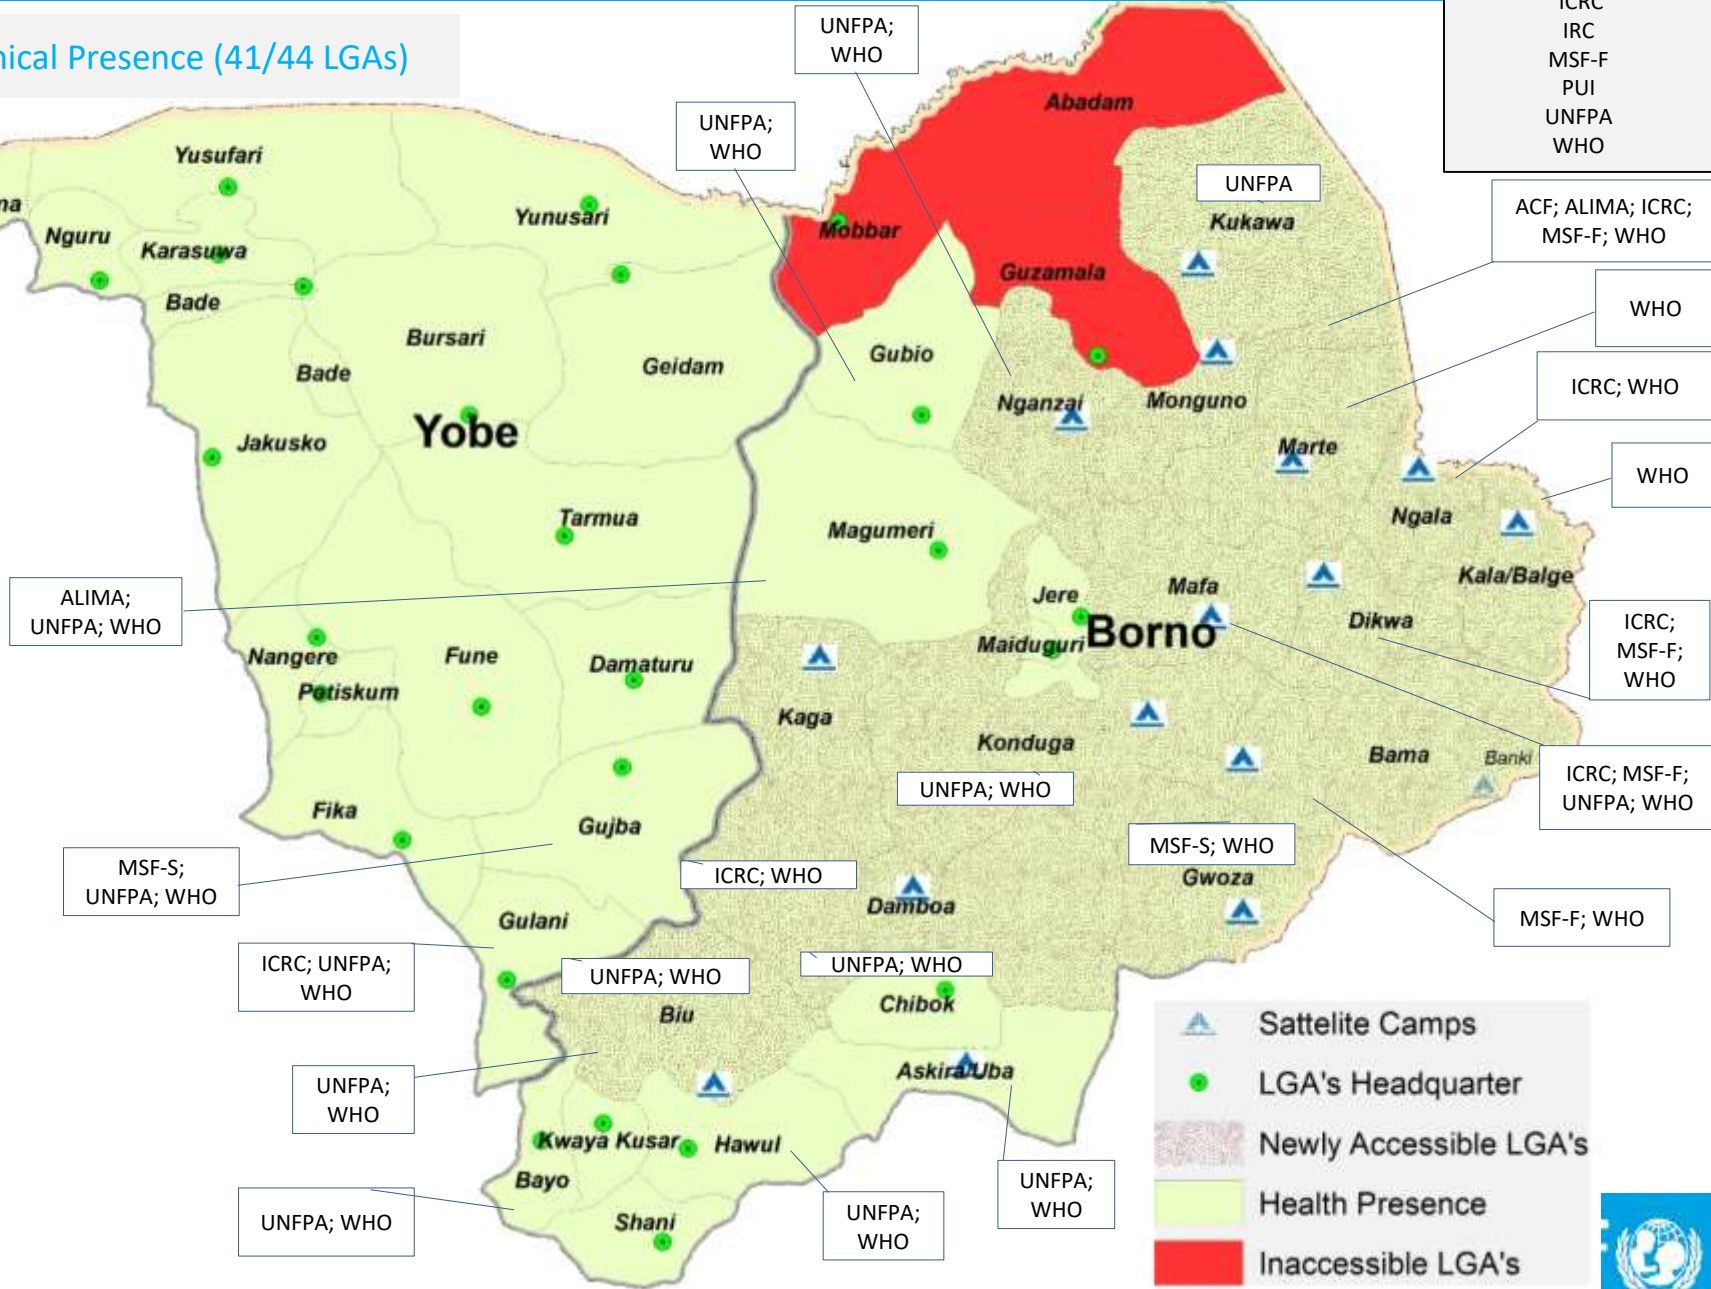 nical Presence (41/44 LGAs)
ICRC
IRC
MSF-F
PUI
UNFPA
WHO
UNFPA;
WHO
UNFPA;
WHO
Abadam
UNFPA
Kukawa
ACF; ALIMA; ICRC;
MSF-F; WHO
Yusufari
ma
Nguru
Karasuwa
Yunusari
Mobbar
Guzamala
WHO
Bade
Bursari
Bade
Geidam
Gubio
Nganzai
Monguno
ICRC; WHO
Yobe
Jakusko
Marte
WHO
Tarmua
Magumeri
Ngala
Kala/Balge
ALIMA;
UNFPA; WHO
Jere
Mafa
Borno
Maiduguri
Dikwa
ICRC;
MSF-F;
WHO
Nangere
Potiskum
Fune
Damaturu
Kaga
Konduga
UNFPA; WHO
Bama
Banki
ICRC; MSF-F;
UNFPA; WHO
Fika
Gujba
MSF-S; WHO
Gwoza
MSF-S;
UNFPA; WHO
ICRC; WHO
Damboa
MSF-F; WHO
Gulani
ICRC; UNFPA;
WHO
UNFPA; WHO
UNFPA; WHO
Biu
Chibok
Askira/Uba
UNFPA;
WHO
Kwaya Kusar
Hawul
Bayo
Shani
UNFPA; WHO
UNFPA;
WHO
UNFPA;
WHO
Sattelite Camps
LGA's Headquarter
Newly Accessible LGA's
Health Presence
Inaccessible LGA's